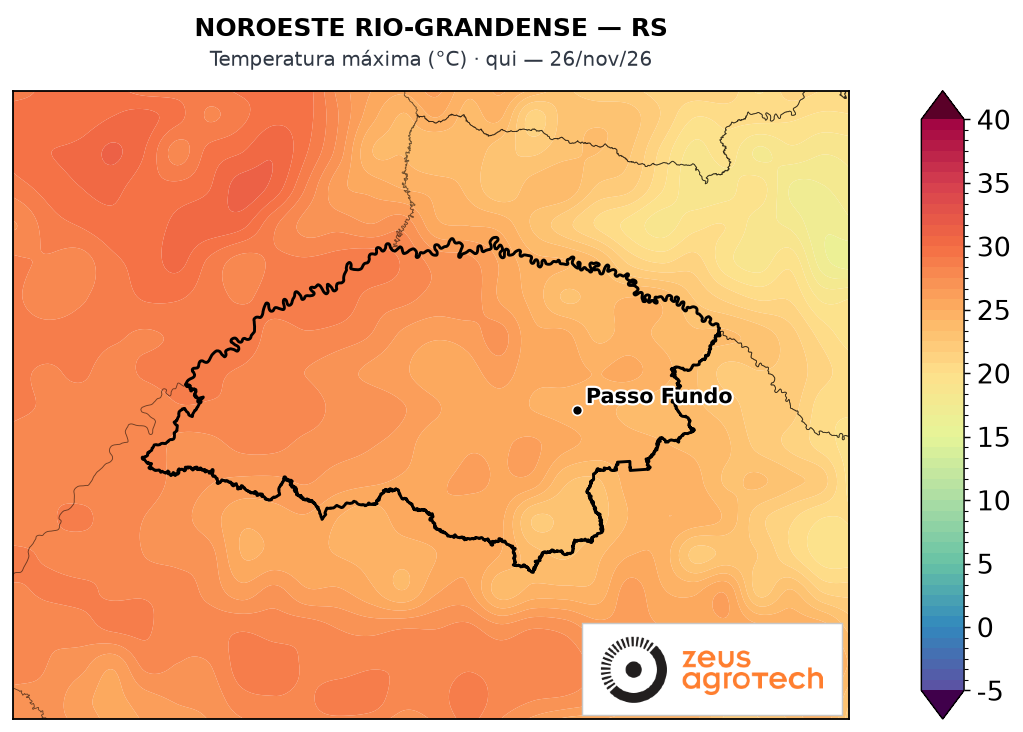 NOROESTE RIO-GRANDENSE — RS
Temperatura máxima (°C) · qui — 26/nov/26
Passo Fundo
zeus
agrotech
40
35
30
25
20
15
10
5
0
-5